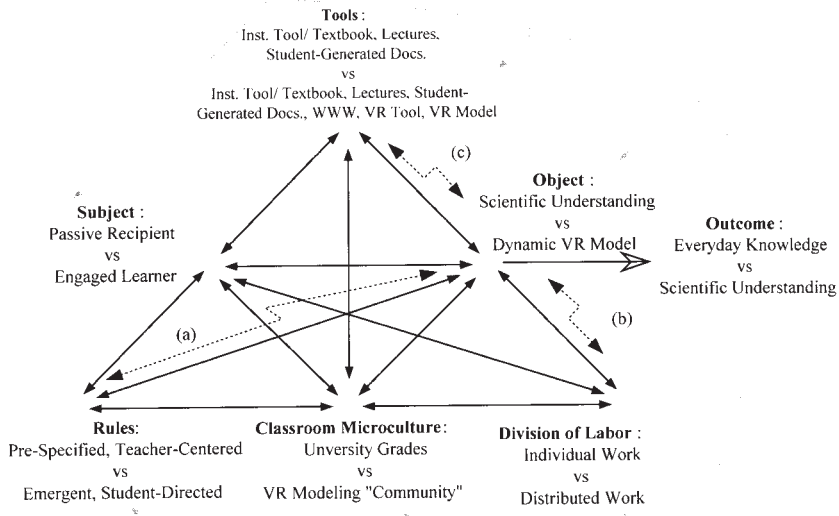 Tools :
Inst. Tool/ Textbook, Lectures,
Student-Generated Docs.
vs
Inst. Tool/ Textbook, Lectures, Student-
Generated Docs., WWW, VR Tool, VR Model
(c)
Object :
Scientific Understanding
vs
Dynamic VR Model
Subject :
Passive Recipient
vs
Engaged Learner
Outcome :
Everyday Knowledge
vs
Scientific Understanding
(a)
(b)
Rules:
Pre-Specified, Teacher-Centered
vs
Emergent, Student-Directed
Classroom Microculture:
Unversity Grades
vs
VR Modeling "Community"
Division of Labor :
Individual Work
vs
Distributed Work